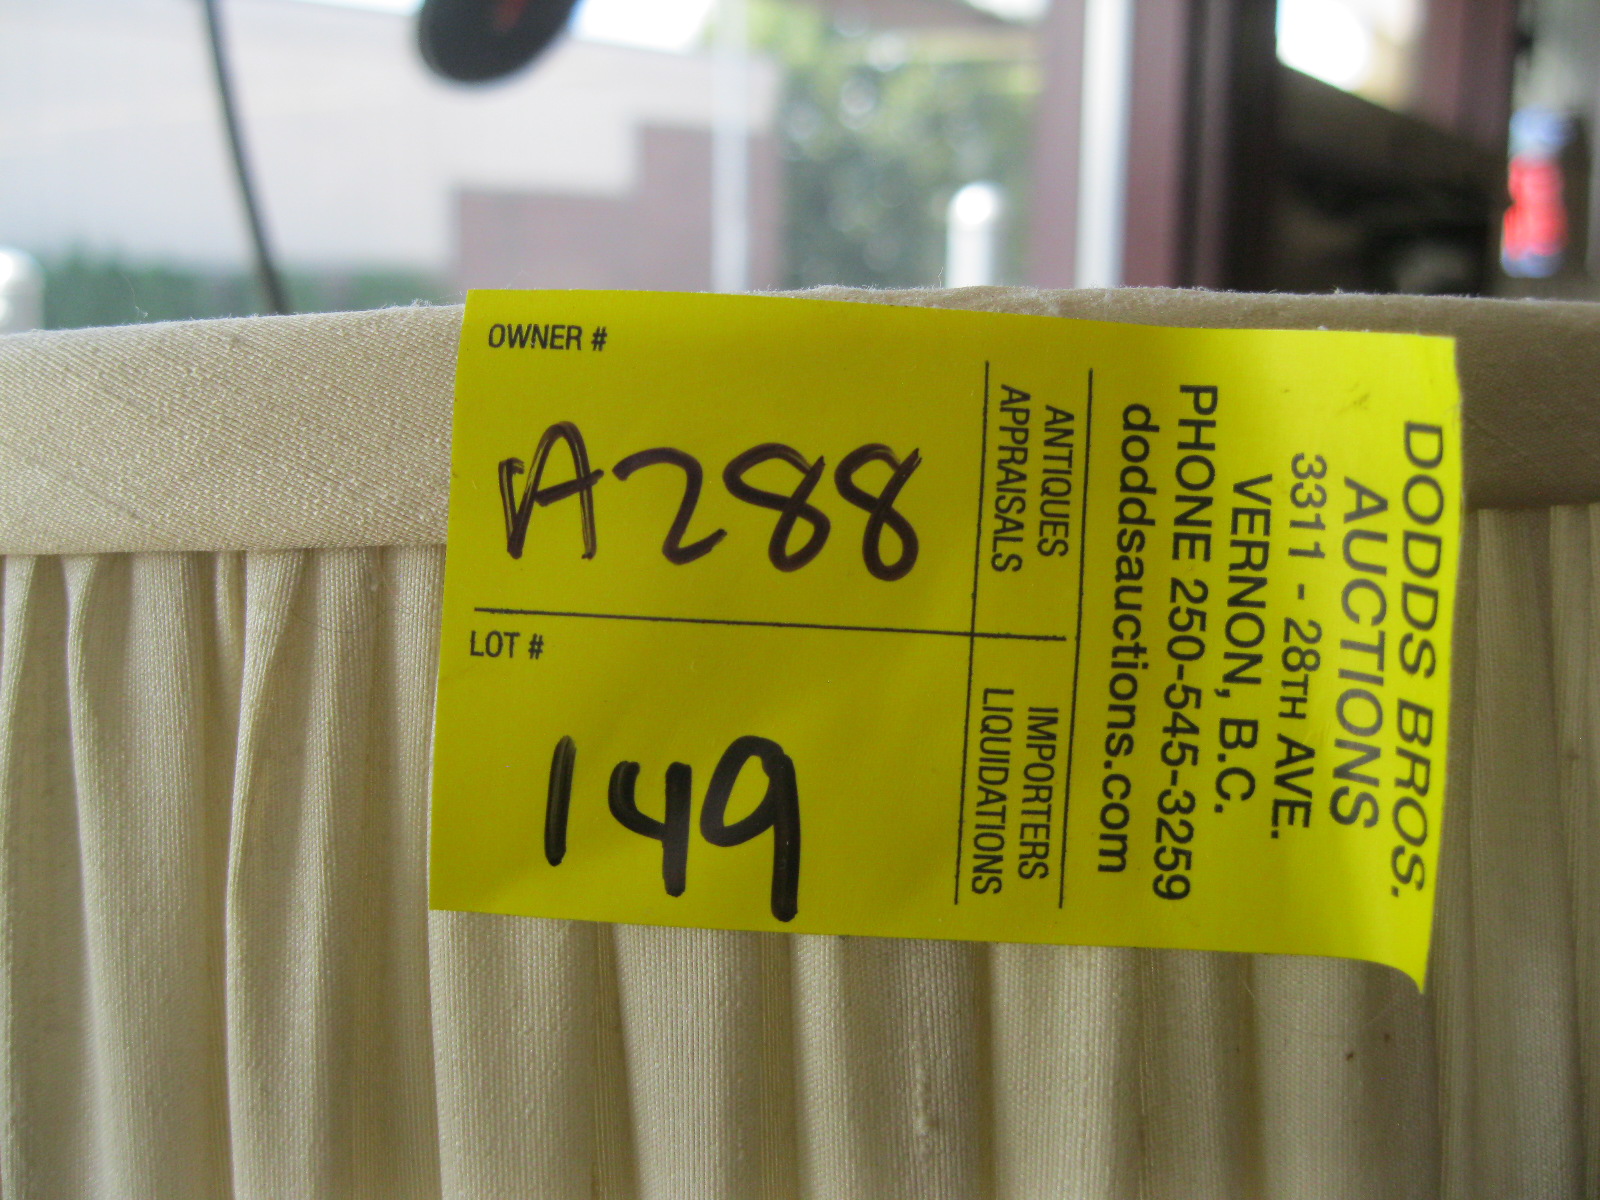 OWNER #
A288
LOT #
149
ANTIQUES
APPRAISALS
IMPORTERS
LIQUIDATIONS
DODDS BROS.
AUCTIONS
3311 - 28TH AVE.
VERNON, B.C.
PHONE 250-545-3259
doddsauctions.com